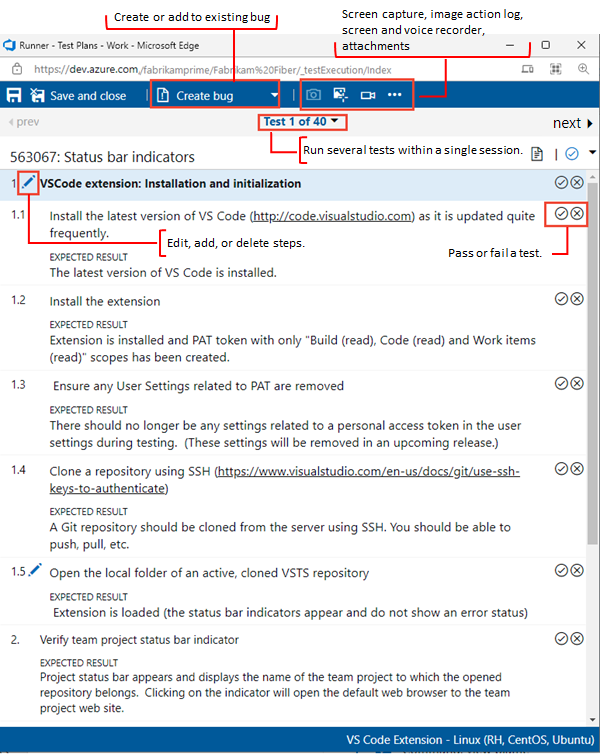 Create or add to existing bug
Screen capture, image action log,
screen and voice recorder,
attachments
Runner - Test Plans - Work - Microsoft Edge
https://dev.azure.com/fabrikamprime/Fabrikam%20Fiber/_testExecution/Index
Save and close
Create bug
prev
Test 1 of 40
next
Run several tests within a single session.
563067: Status bar indicators
1 VSCode extension: Installation and initialization
1.1 Install the latest version of VS Code (http://code.visualstudio.com) as it is updated quite
frequently.
Edit, add, or delete steps.
Pass or fail a test.
EXPECTED RESULT
The latest version of VS Code is installed.
1.2 Install the extension
EXPECTED RESULT
Extension is installed and PAT token with only "Build (read), Code (read) and Work items
(read)" scopes has been created.
1.3 Ensure any User Settings related to PAT are removed
EXPECTED RESULT
There should no longer be any settings related to a personal access token in the user
settings during testing. (These settings will be removed in an upcoming release.)
1.4 Clone a repository using SSH (https://www.visualstudio.com/en-us/docs/git/use-ssh-
keys-to-authenticate)
EXPECTED RESULT
A Git repository should be cloned from the server using SSH. You should be able to
push, pull, etc.
1.5 Open the local folder of an active, cloned VSTS repository
EXPECTED RESULT
Extension is loaded (the status bar indicators appear and do not show an error status)
2. Verify team project status bar indicator
EXPECTED RESULT
Project status bar appears and displays the name of the team project to which the opened
repository belongs. Clicking on the indicator will open the default web browser to the team
project web site.
VS Code Extension - Linux (RH, CentOS, Ubuntu)